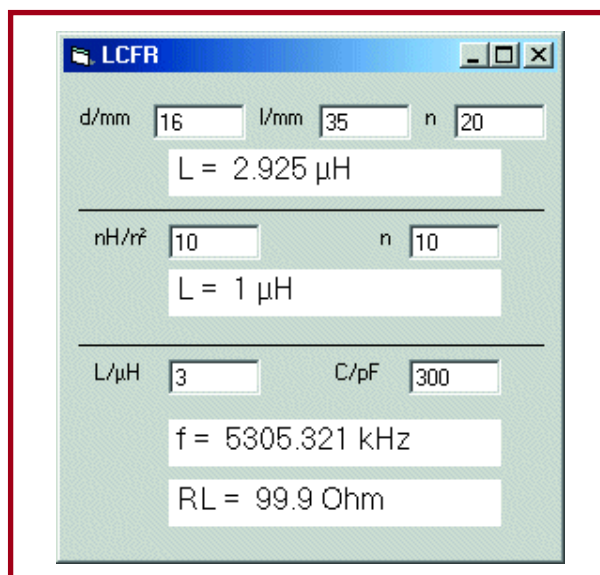 LCFR
d/mm 16 l/mm 35 n 20
L = 2.925 µH
nH/n² 10 n 10
L = 1 µH
L/µH 3 C/pF 300
f = 5305.321 kHz
RL = 99.9 Ohm